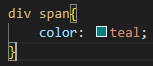 div span{
    color: teal;
}